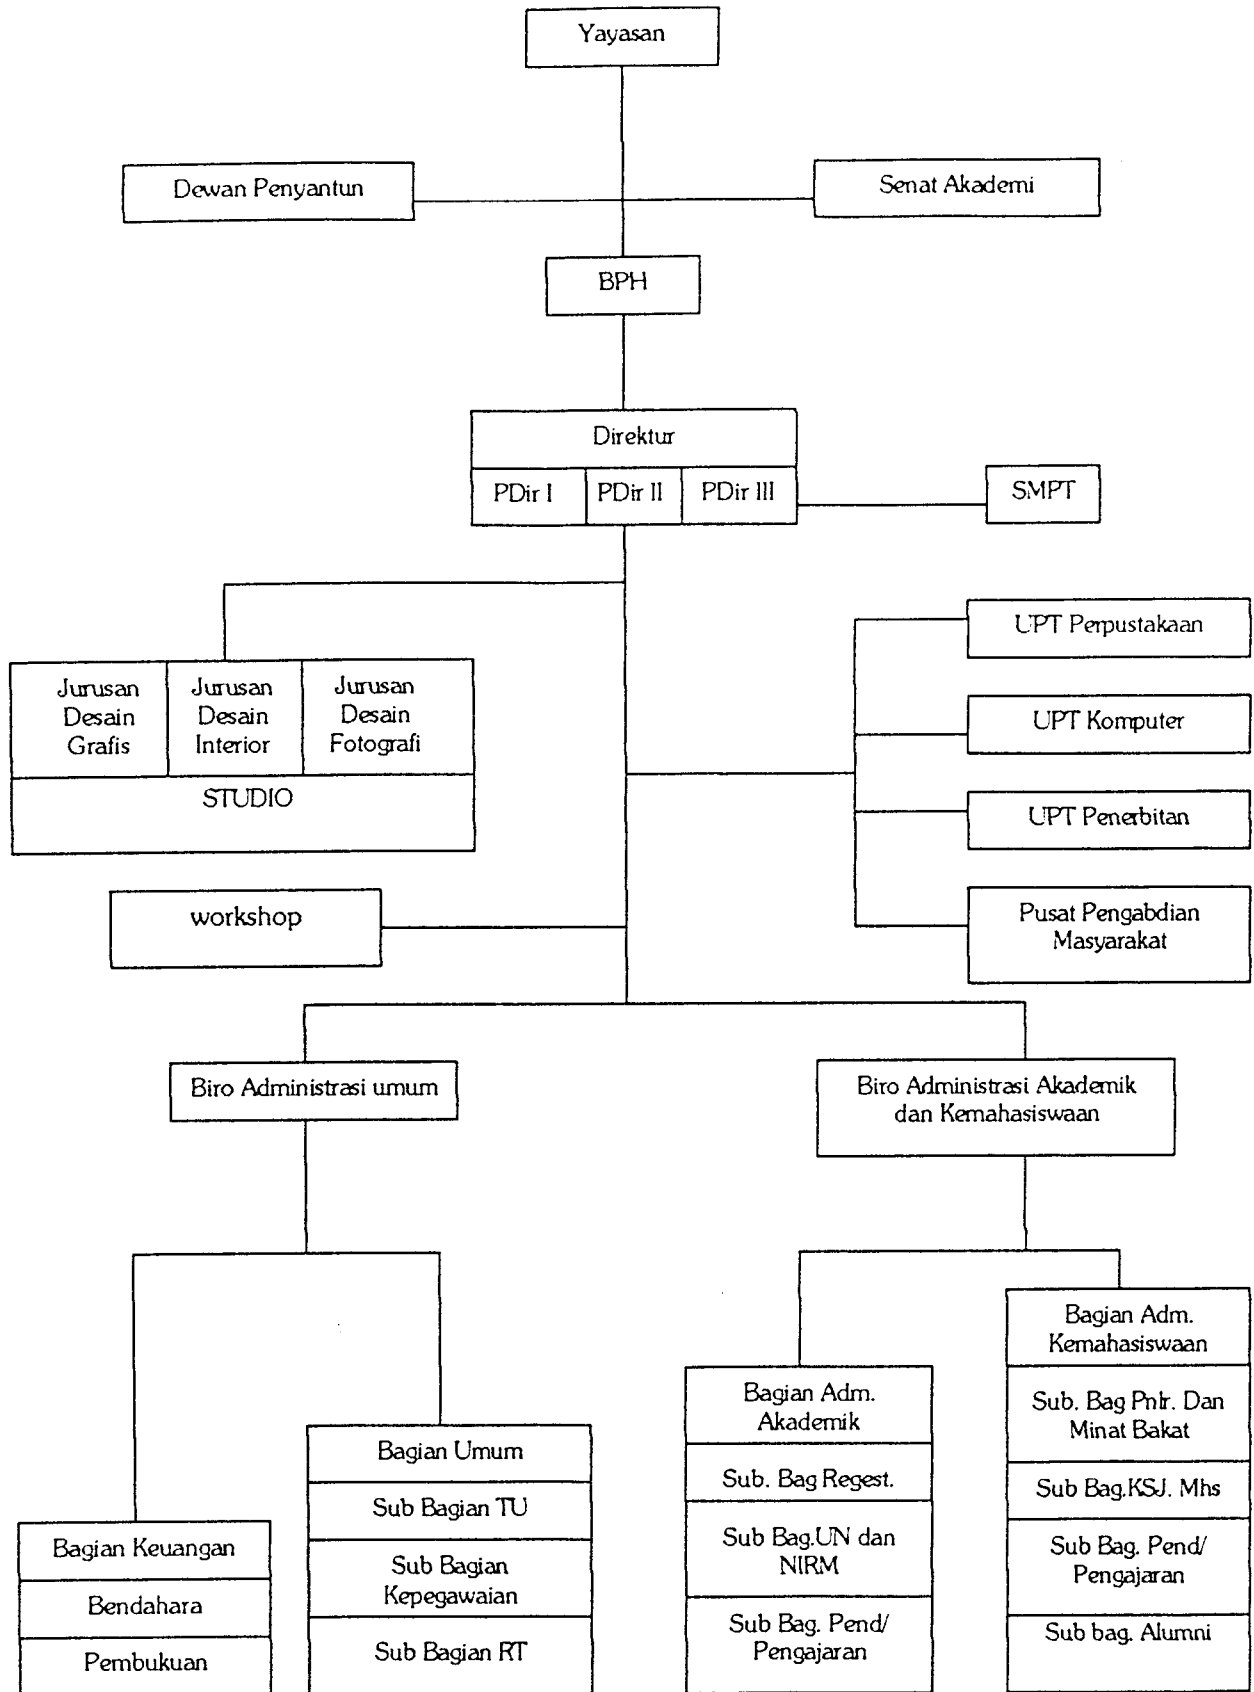 Yayasan
Dewan Penyantun
Senat Akademi
BPH
Direktur
PDir I
PDir II
PDir III
SMPT
UPT Perpustakaan
Jurusan
Desain
Grafis
Jurusan
Desain
Interior
Jurusan
Desain
Fotografi
UPT Komputer
STUDIO
UPT Penerbitan
workshop
Pusat Pengabdian
Masyarakat
Biro Administrasi umum
Biro Administrasi Akademik
dan Kemahasiswaan
Bagian Keuangan
Bendahara
Pembukuan
Bagian Umum
Sub Bagian TU
Sub Bagian
Kepegawaian
Sub Bagian RT
Bagian Adm.
Akademik
Sub. Bag Regest.
Sub Bag.UN dan
NIRM
Sub Bag. Pend/
Pengajaran
Bagian Adm.
Kemahasiswaan
Sub. Bag Pnlr. Dan
Minat Bakat
Sub Bag.KSJ. Mhs
Sub Bag. Pend/
Pengajaran
Sub bag. Alumni